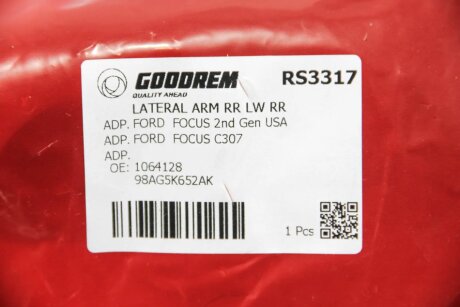 GOODREM RS3317
QUALITY AHEAD
LATERAL ARM RR LW RR
ADP. FORD FOCUS 2nd Gen USA
ADP. FORD FOCUS C307
ADP.
OE: 1064128
98AG5K652AK
1 Pcs